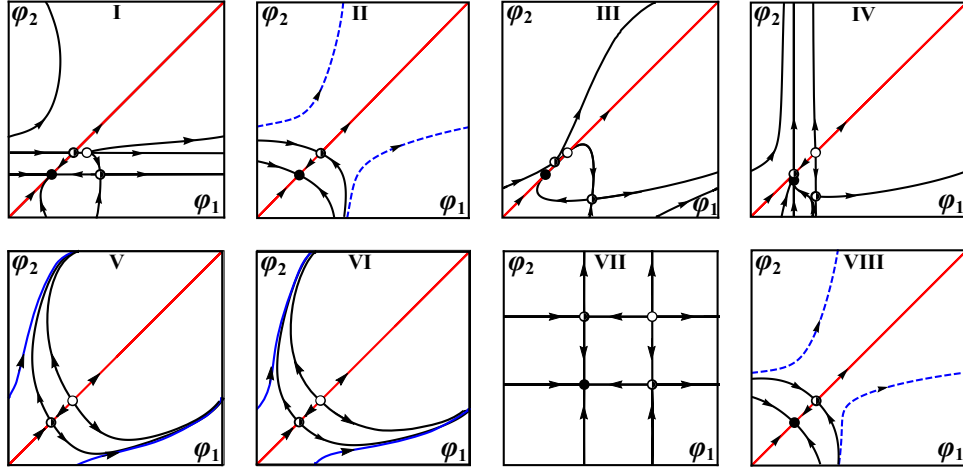 φ₂ I φ₁
φ₂ II φ₁
φ₂ III φ₁
φ₂ IV φ₁
φ₂ V φ₁
φ₂ VI φ₁
φ₂ VII φ₁
φ₂ VIII φ₁